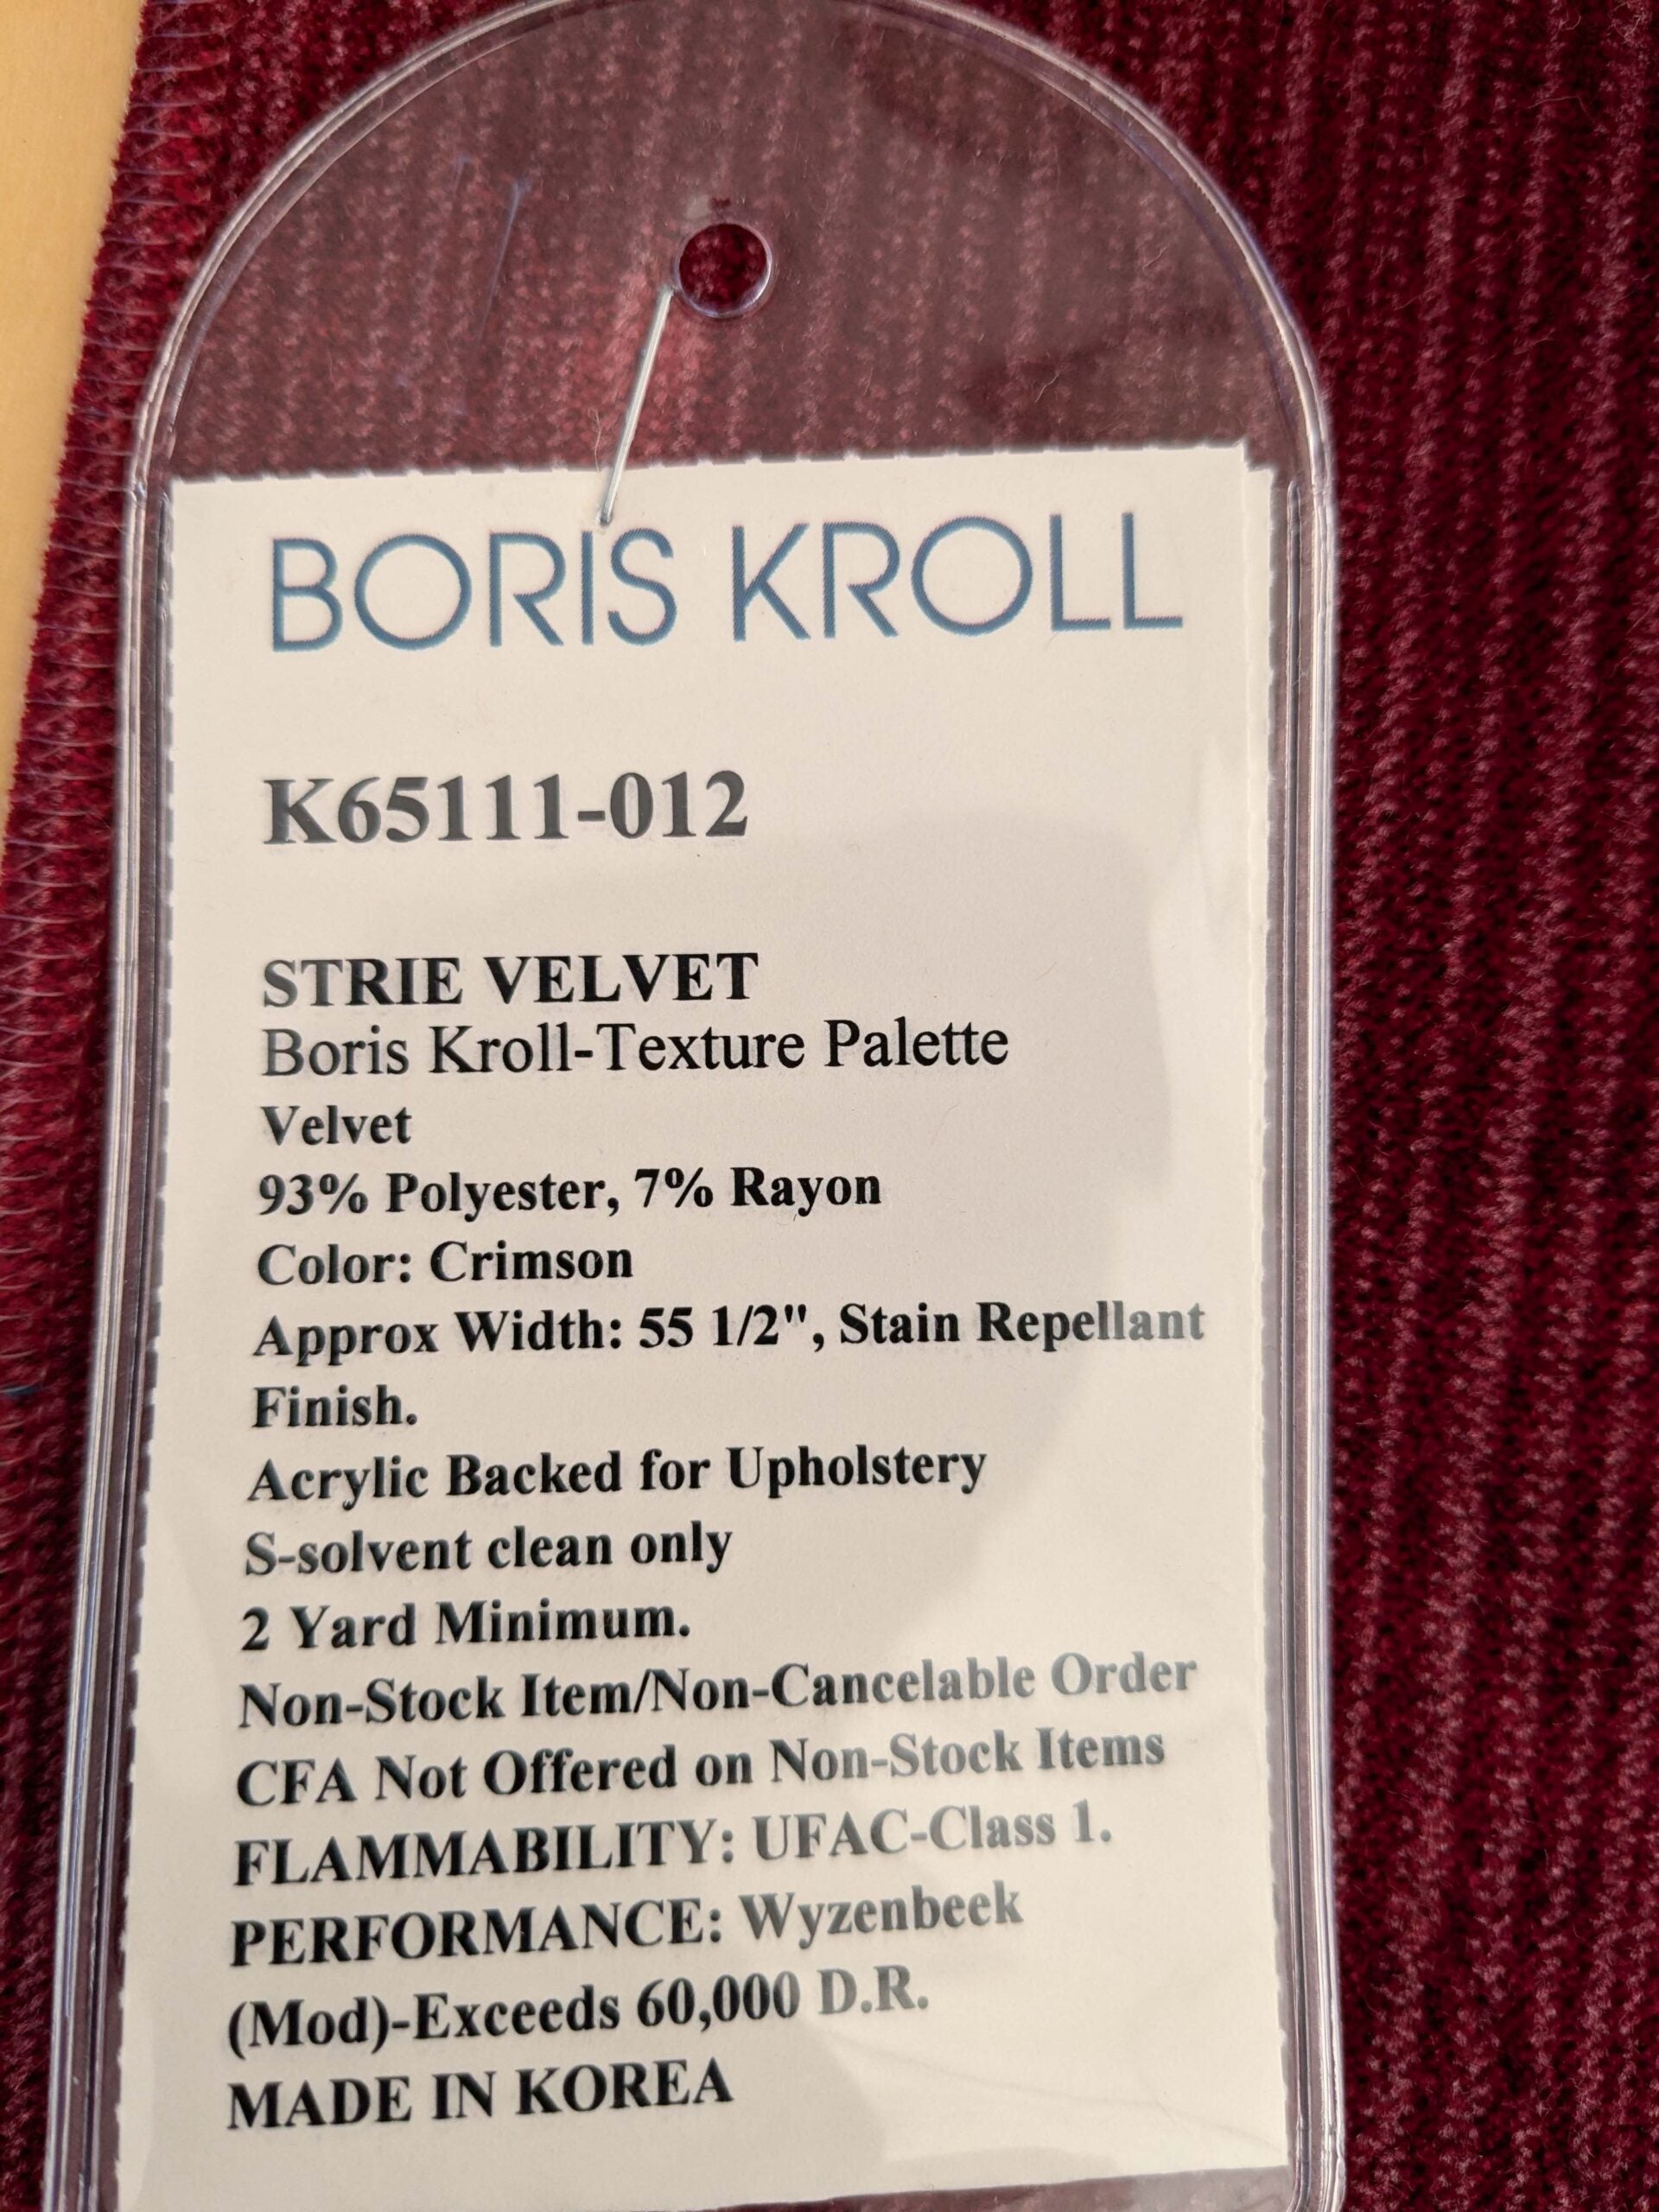 BORIS KROLL
K65111-012
STRIE VELVET
Boris Kroll-Texture Palette
Velvet
93% Polyester, 7% Rayon
Color: Crimson
Approx Width: 55 1/2", Stain Repellant
Finish.
Acrylic Backed for Upholstery
S-solvent clean only
2 Yard Minimum.
Non-Stock Item/Non-Cancelable Order
CFA Not Offered on Non-Stock Items
FLAMMABILITY: UFAC-Class 1.
PERFORMANCE: Wyzenbeek
(Mod)-Exceeds 60,000 D.R.
MADE IN KOREA